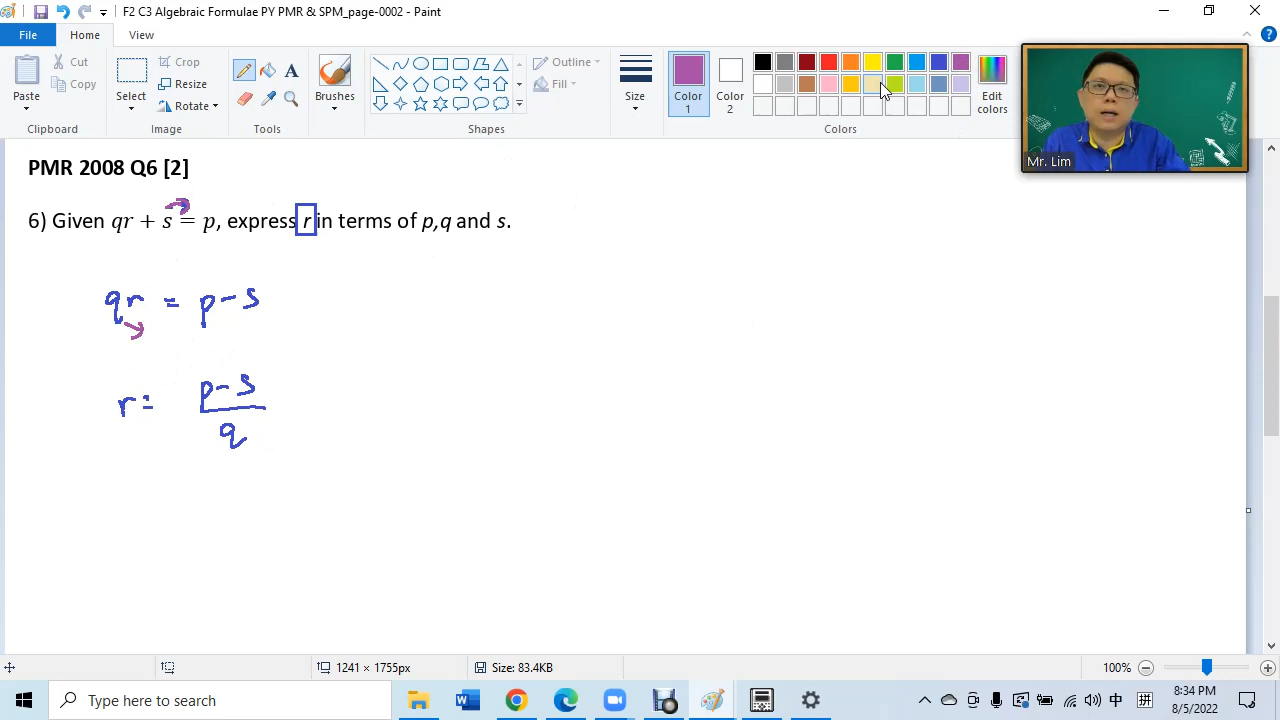 F2 C3 Algebraic Formulae PY PMR & SPM_page-0002 - Paint
File Home View
Paste Cut Copy
Select Crop Resize Rotate
Brushes
Outline Fill
Size
Color 1
Color 2
Edit colors
Clipboard Image Tools Shapes Colors
Mr. Lim
PMR 2008 Q6 [2]
6) Given qr + s = p, express r in terms of p,q and s.
qr = p - s
r = p - s
q
1241 × 1755px Size: 83.4KB 100%
Type here to search
中 拼 8:34 PM
8/5/2022